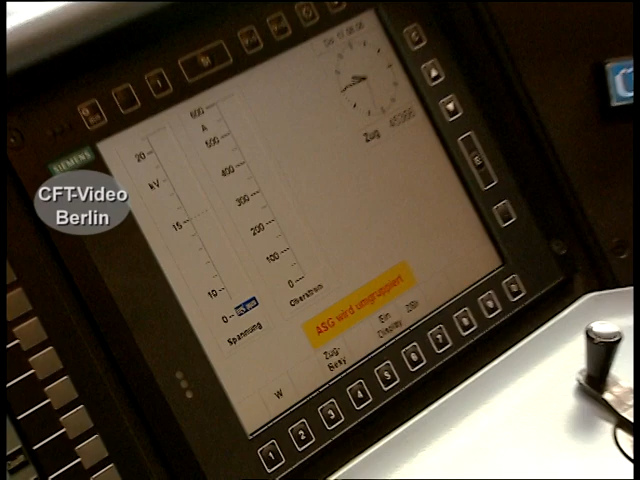 CFT-Video
Berlin
SIEMENS
20
kV
15
10
0
Spannung
600
A
500
400
300
200
100
0
Oberstrom
Zug
ASG wird umgruppiert
W
Zug-
Ein
Display
1
2
3
4
5
6
7
8
9
0